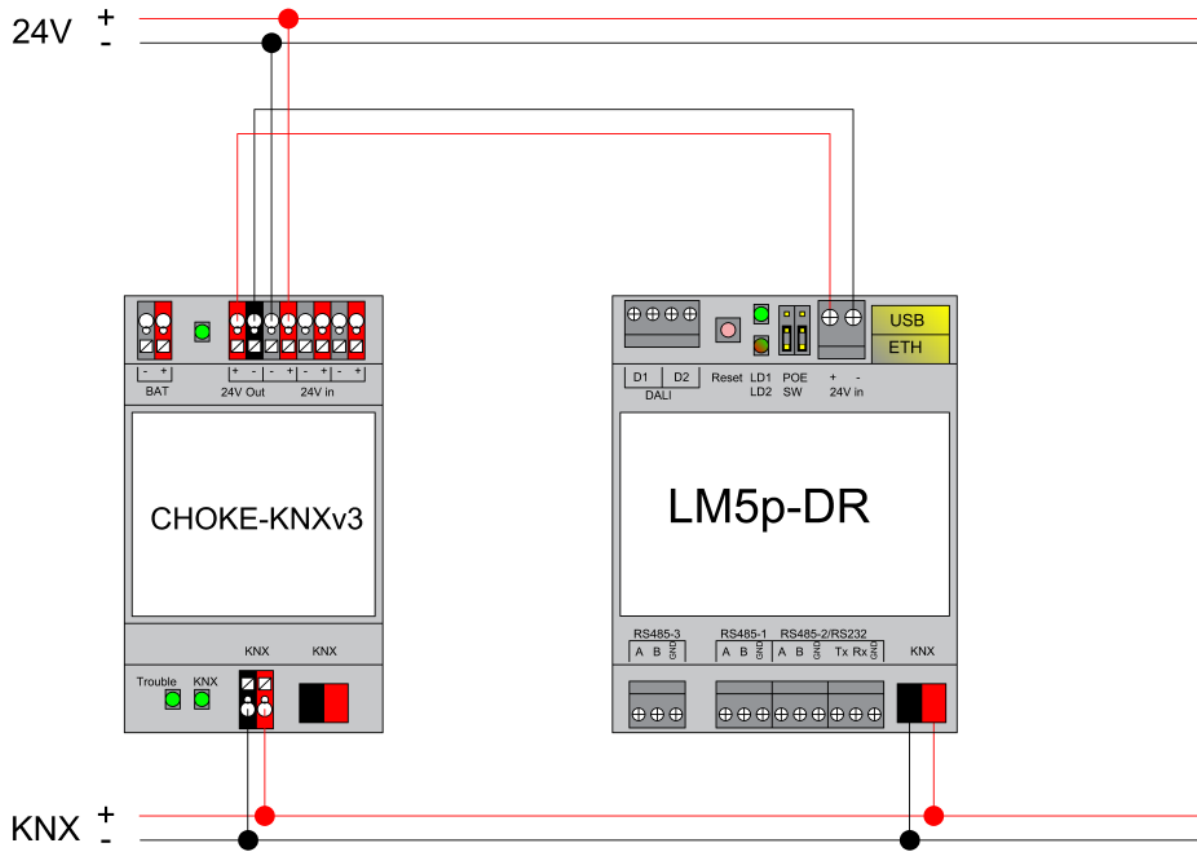 24V + -
- + + - - + - + - +
BAT 24V Out 24V in
CHOKE-KNXv3
KNX KNX
Trouble KNX
USB
ETH
D1 D2 Reset LD1 POE + -
DALI LD2 SW 24V in
LM5p-DR
RS485-3 RS485-1 RS485-2/RS232
A B GND A B GND A B GND Tx Rx GND KNX
KNX + -